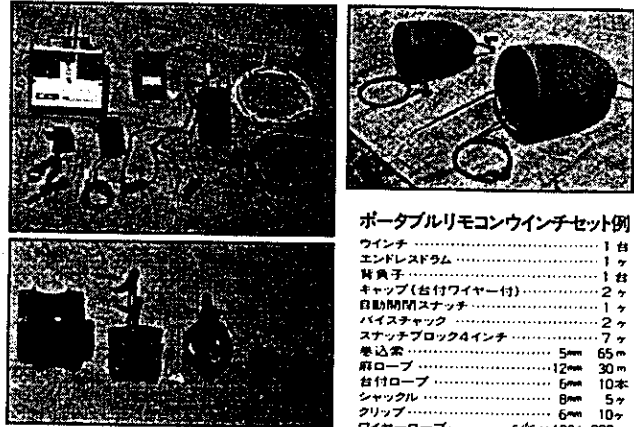 ポータブルリモコンウインチセット例
ウインチ ……………………… 1台
エンドレスドラム ……………………… 1ヶ
背負子 ……………………… 1台
キャップ(台付ワイヤー付) ……………………… 2ヶ
自動開閉スナッチ ……………………… 1ヶ
バイスチャック ……………………… 2ヶ
スナッチブロック4インチ ……………………… 7ヶ
巻込索 ……………………… 5mm 65m
麻ロープ ……………………… 12mm 30m
台付ロープ ……………………… 6mm 10本
シャックル ……………………… 8mm 5ヶ
クリップ ……………………… 6mm 10ヶ
ワイヤーロープ